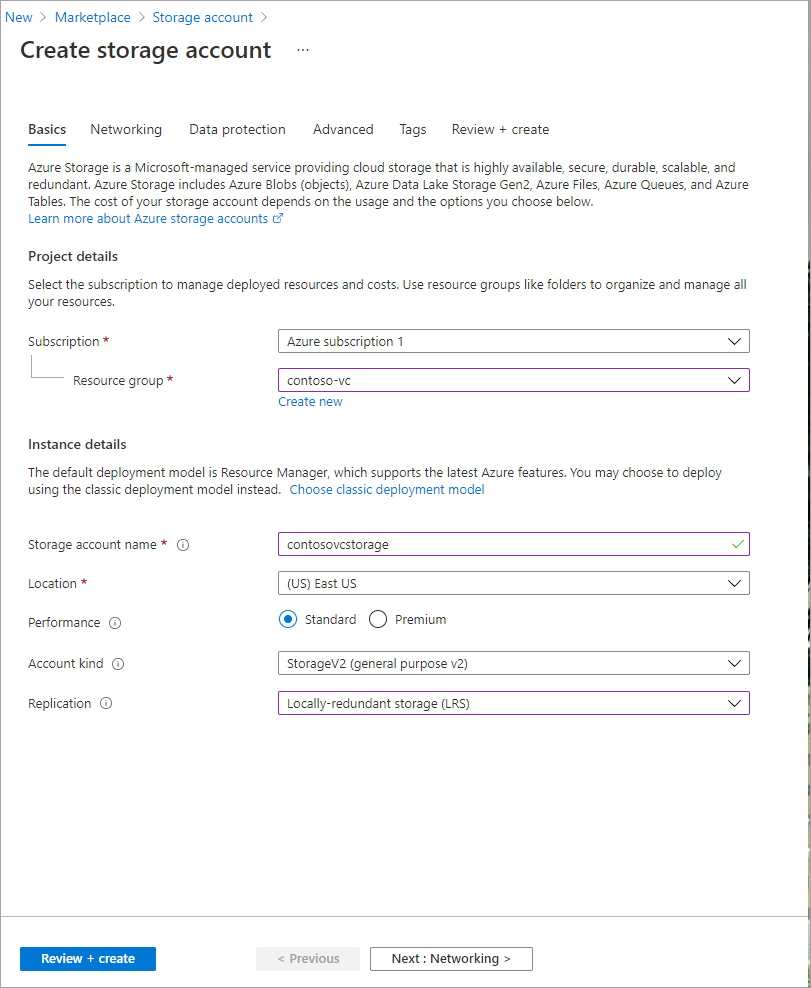 New > Marketplace > Storage account >
Create storage account ...
Basics Networking Data protection Advanced Tags Review + create
Azure Storage is a Microsoft-managed service providing cloud storage that is highly available, secure, durable, scalable, and
redundant. Azure Storage includes Azure Blobs (objects), Azure Data Lake Storage Gen2, Azure Files, Azure Queues, and Azure
Tables. The cost of your storage account depends on the usage and the options you choose below.
Learn more about Azure storage accounts
Project details
Select the subscription to manage deployed resources and costs. Use resource groups like folders to organize and manage all
your resources.
Subscription * Azure subscription 1
Resource group * contoso-vc
Create new
Instance details
The default deployment model is Resource Manager, which supports the latest Azure features. You may choose to deploy
using the classic deployment model instead. Choose classic deployment model
Storage account name * contosovcstorage
Location * (US) East US
Performance Standard Premium
Account kind StorageV2 (general purpose v2)
Replication Locally-redundant storage (LRS)
Review + create < Previous Next : Networking >